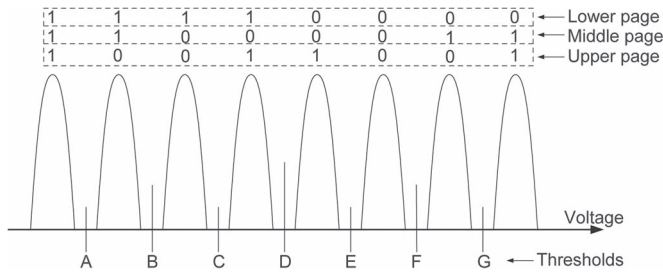 1 1 1 1 0 0 0 0 Lower page
1 1 0 0 0 0 1 1 Middle page
1 0 0 1 1 0 0 1 Upper page
Voltage
A B C D E F G Thresholds